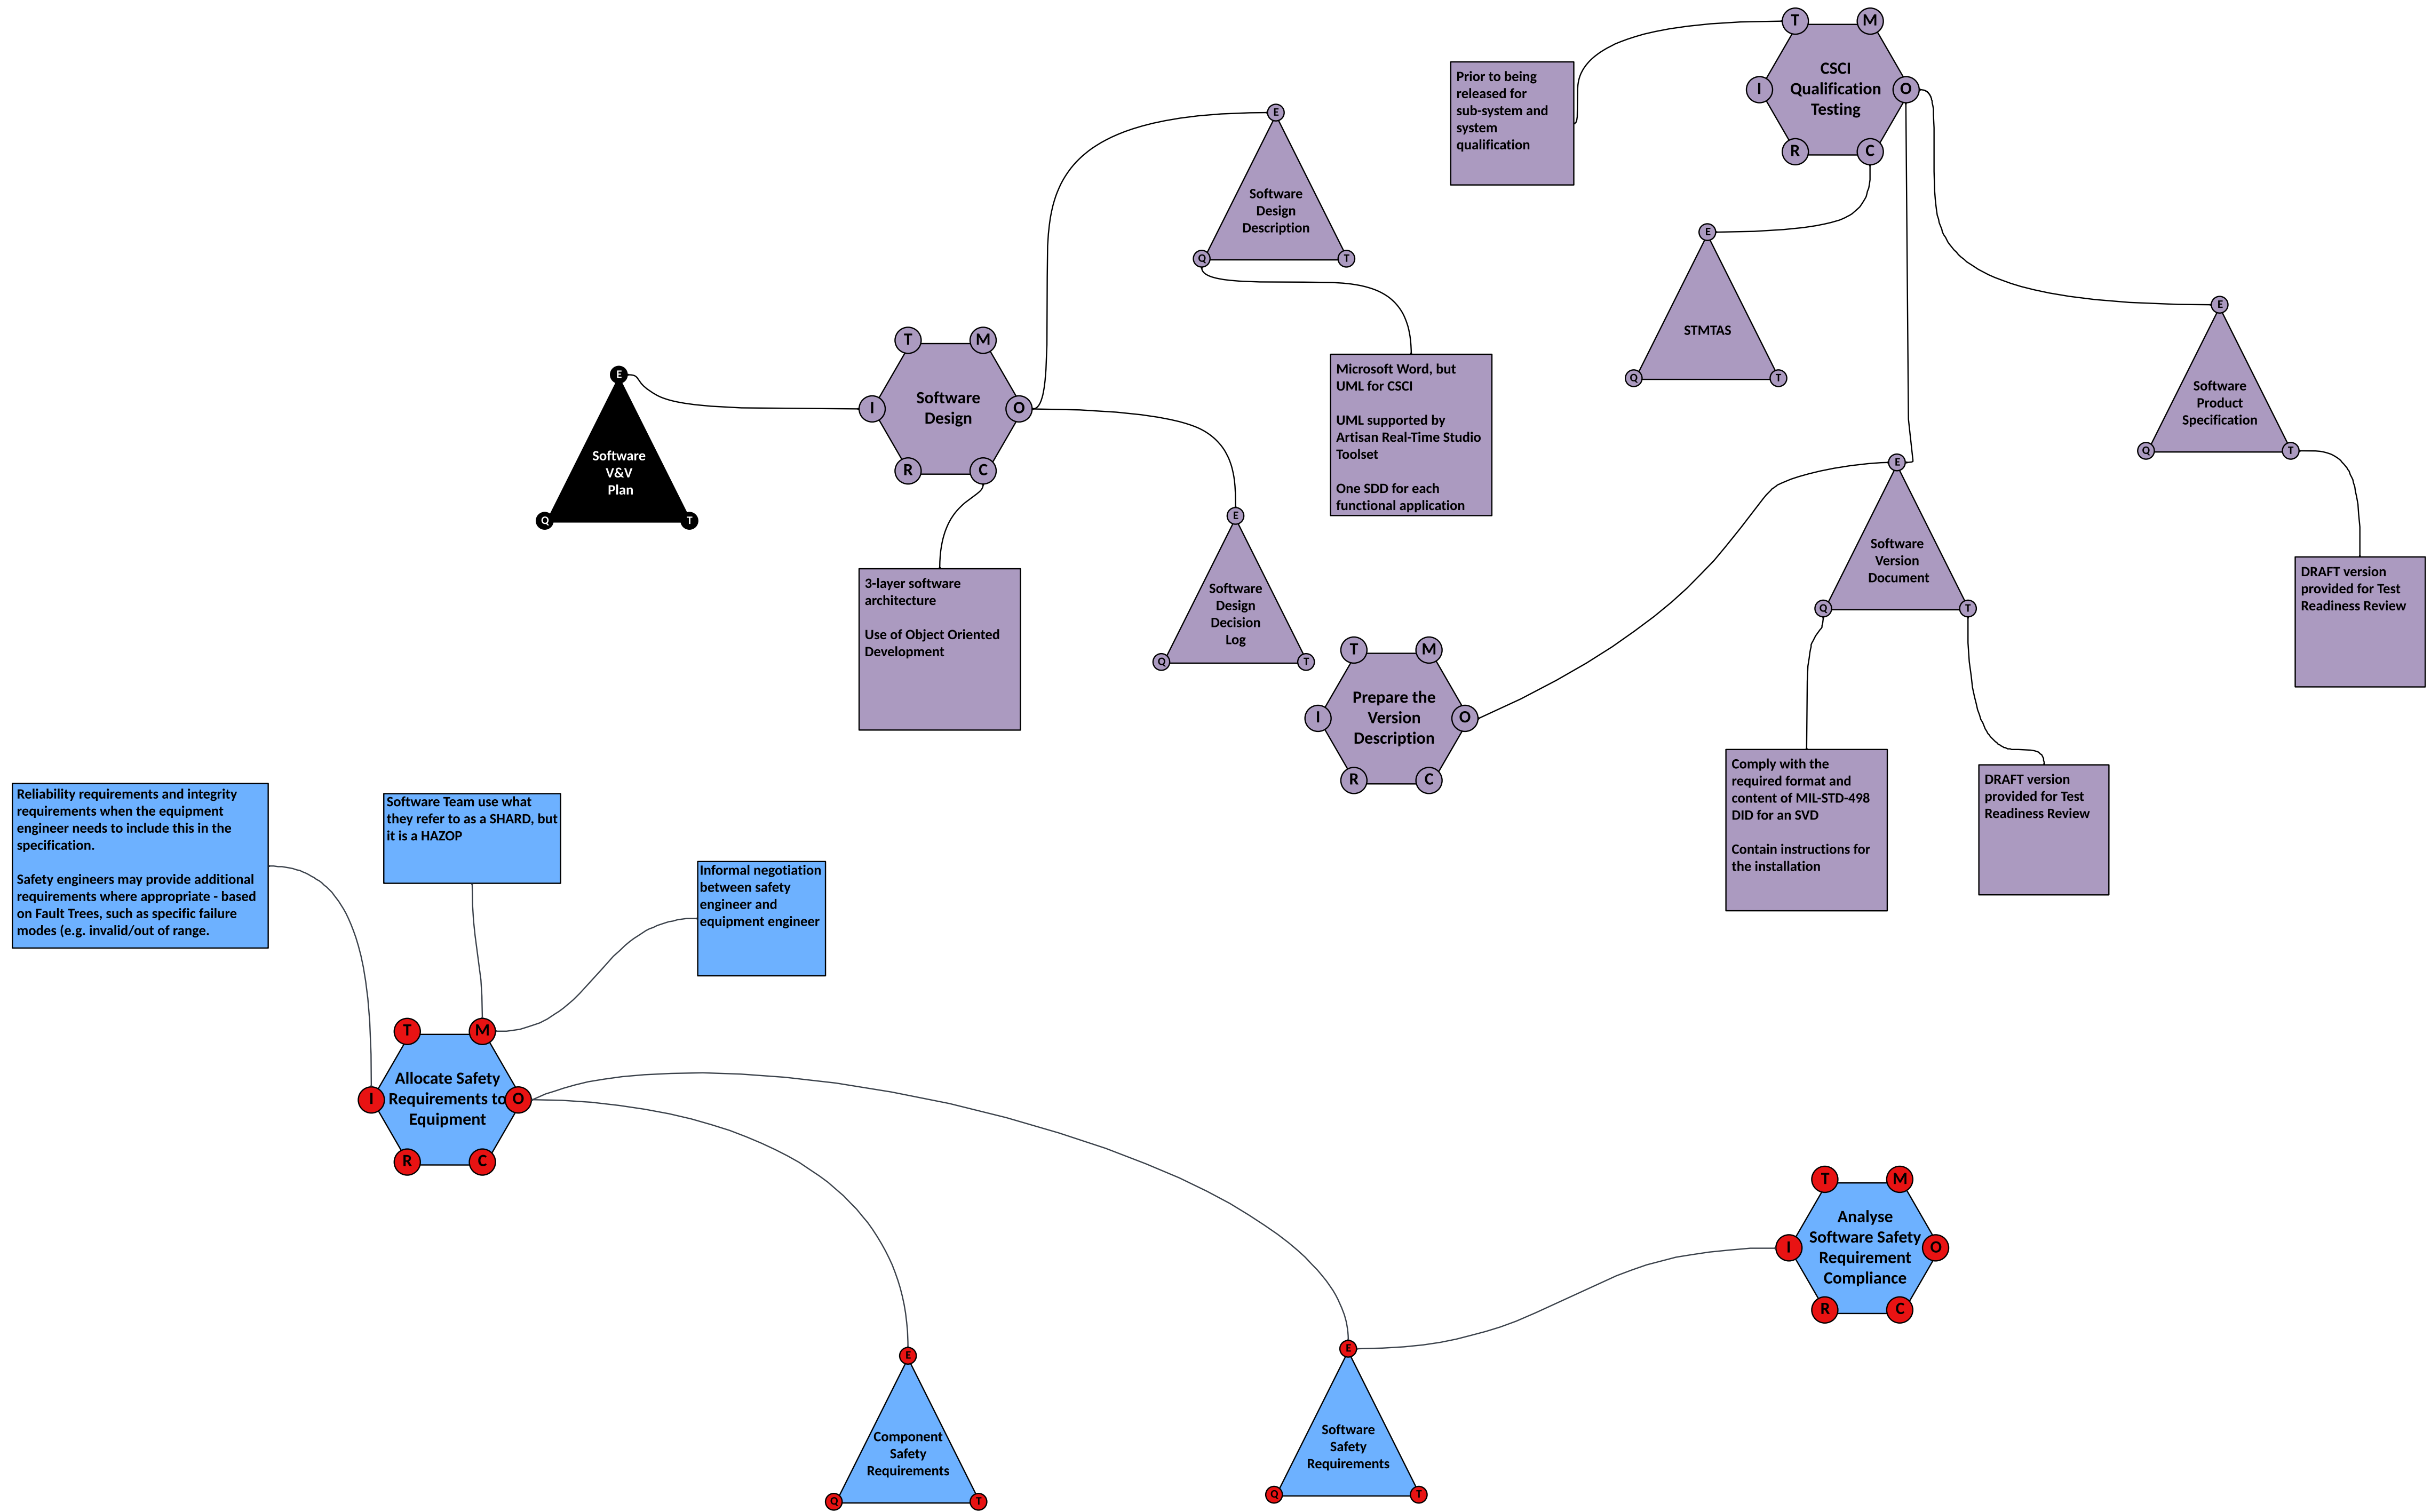 T
M
CSCI
Qualification
Testing
I
O
R
C
Prior to being
released for
sub-system and
system
qualification
E
Software
Design
Description
Q
T
E
STMTAS
Q
T
E
Software
Product
Specification
Q
T
T
M
Software
Design
I
O
R
C
E
Software
V&V
Plan
Q
T
Microsoft Word, but
UML for CSCI
UML supported by
Artisan Real-Time Studio
Toolset
One SDD for each
functional application
E
Software
Version
Document
Q
T
E
Software
Design
Decision
Log
Q
T
3-layer software
architecture
Use of Object Oriented
Development
DRAFT version
provided for Test
Readiness Review
T
M
Prepare the
Version
Description
I
O
R
C
Comply with the
required format and
content of MIL-STD-498
DID for an SVD
Contain instructions for
the installation
DRAFT version
provided for Test
Readiness Review
Reliability requirements and integrity
requirements when the equipment
engineer needs to include this in the
specification.
Safety engineers may provide additional
requirements where appropriate - based
on Fault Trees, such as specific failure
modes (e.g. invalid/out of range.
Software Team use what
they refer to as a SHARD, but
it is a HAZOP
Informal negotiation
between safety
engineer and
equipment engineer
T
M
Allocate Safety
Requirements to
Equipment
I
O
R
C
T
M
Analyse
Software Safety
Requirement
Compliance
I
O
R
C
E
Component
Safety
Requirements
Q
T
E
Software
Safety
Requirements
Q
T